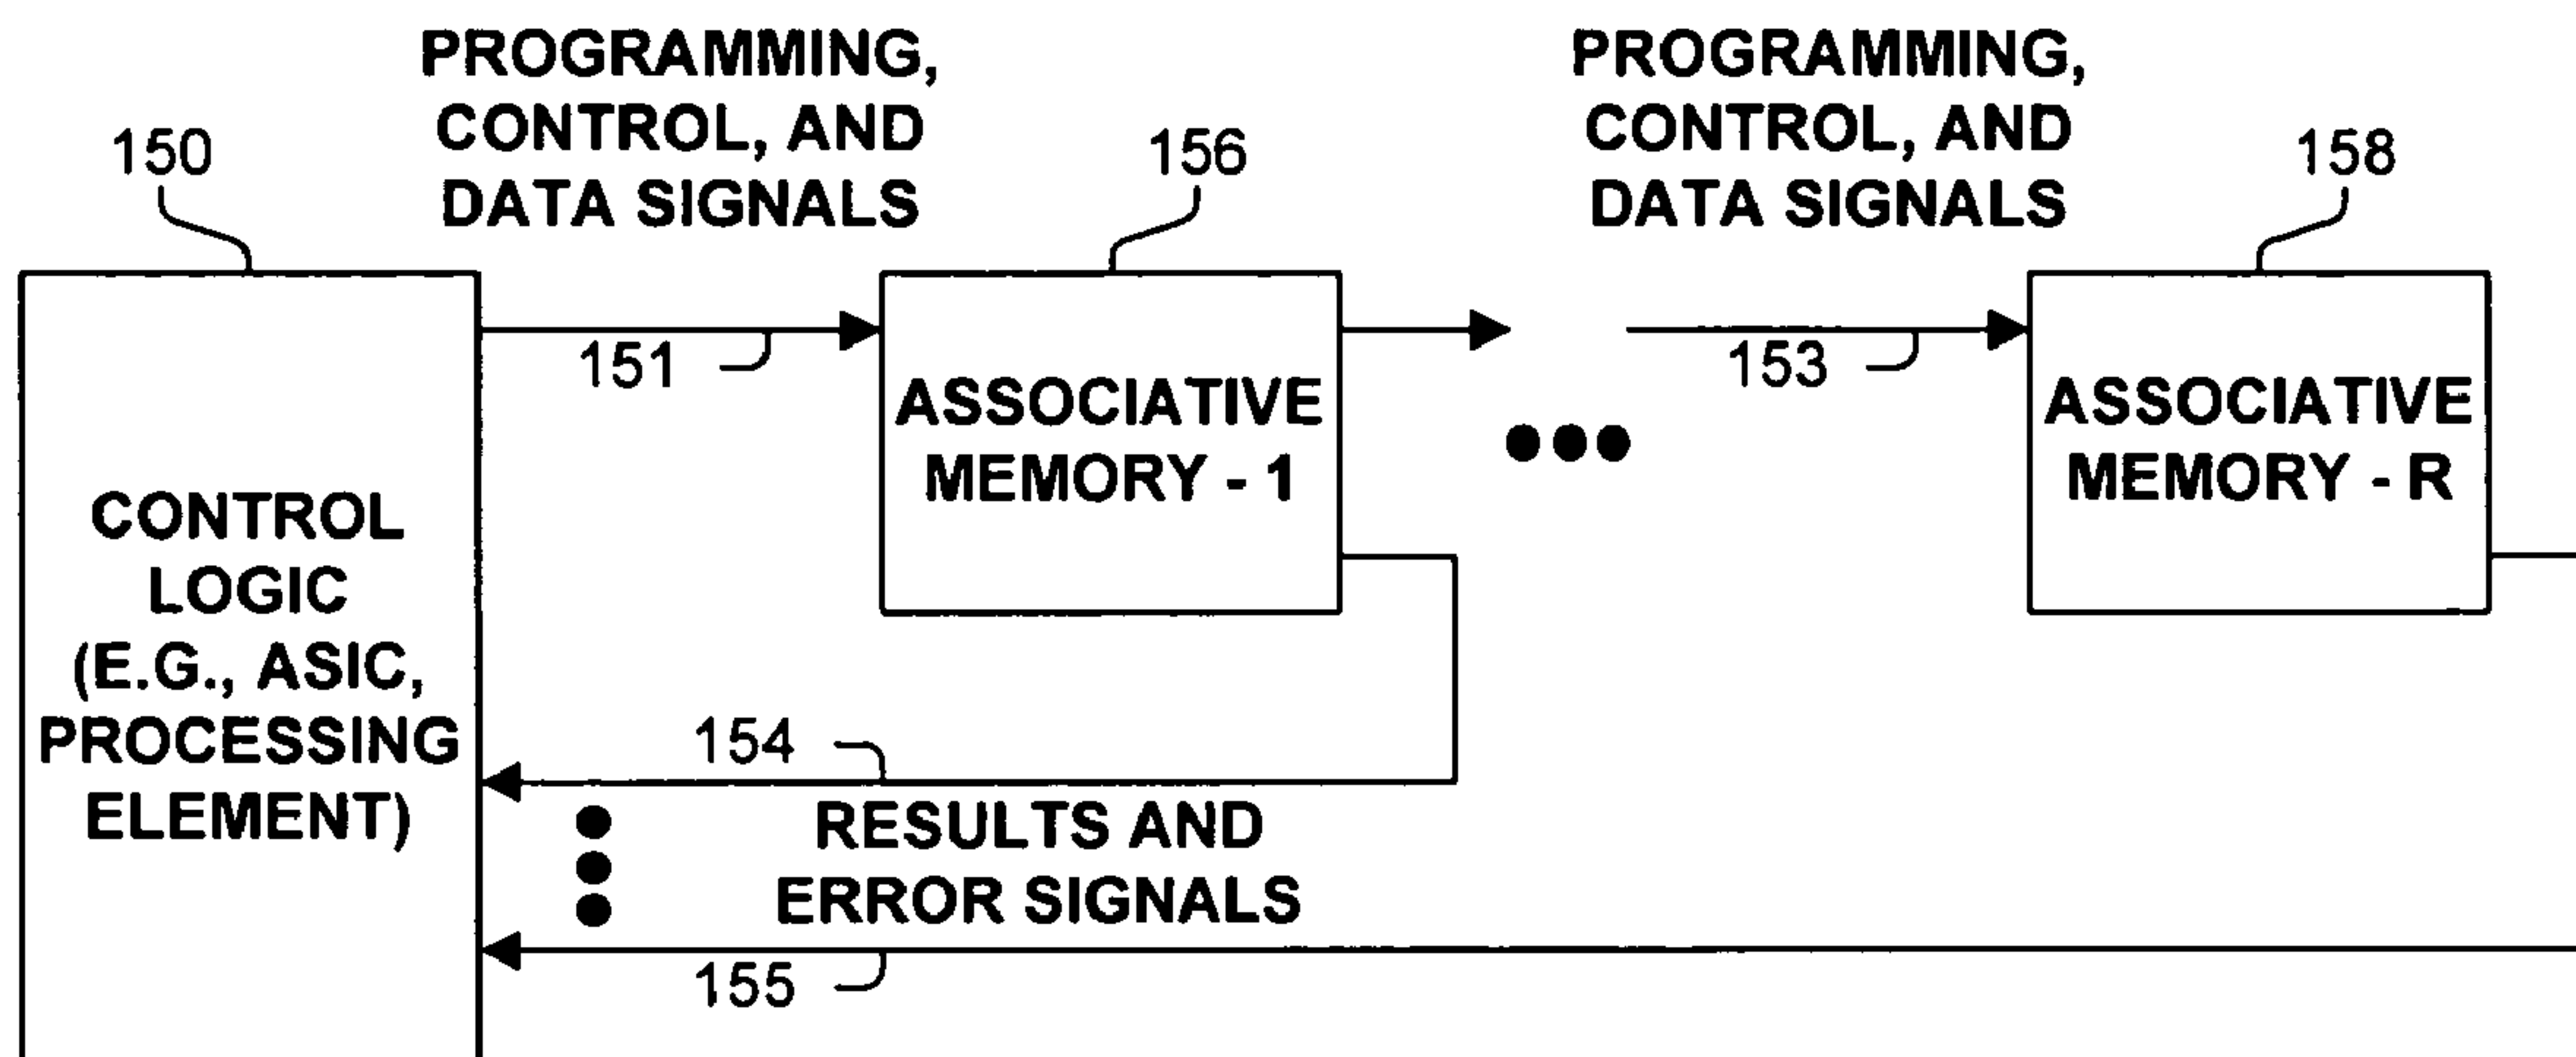 PROGRAMMING,
CONTROL, AND
DATA SIGNALS
PROGRAMMING,
CONTROL, AND
DATA SIGNALS
150
156
158
151
153
ASSOCIATIVE
MEMORY - 1
ASSOCIATIVE
MEMORY - R
CONTROL
LOGIC
(E.G., ASIC,
PROCESSING
ELEMENT)
154
RESULTS AND
ERROR SIGNALS
155